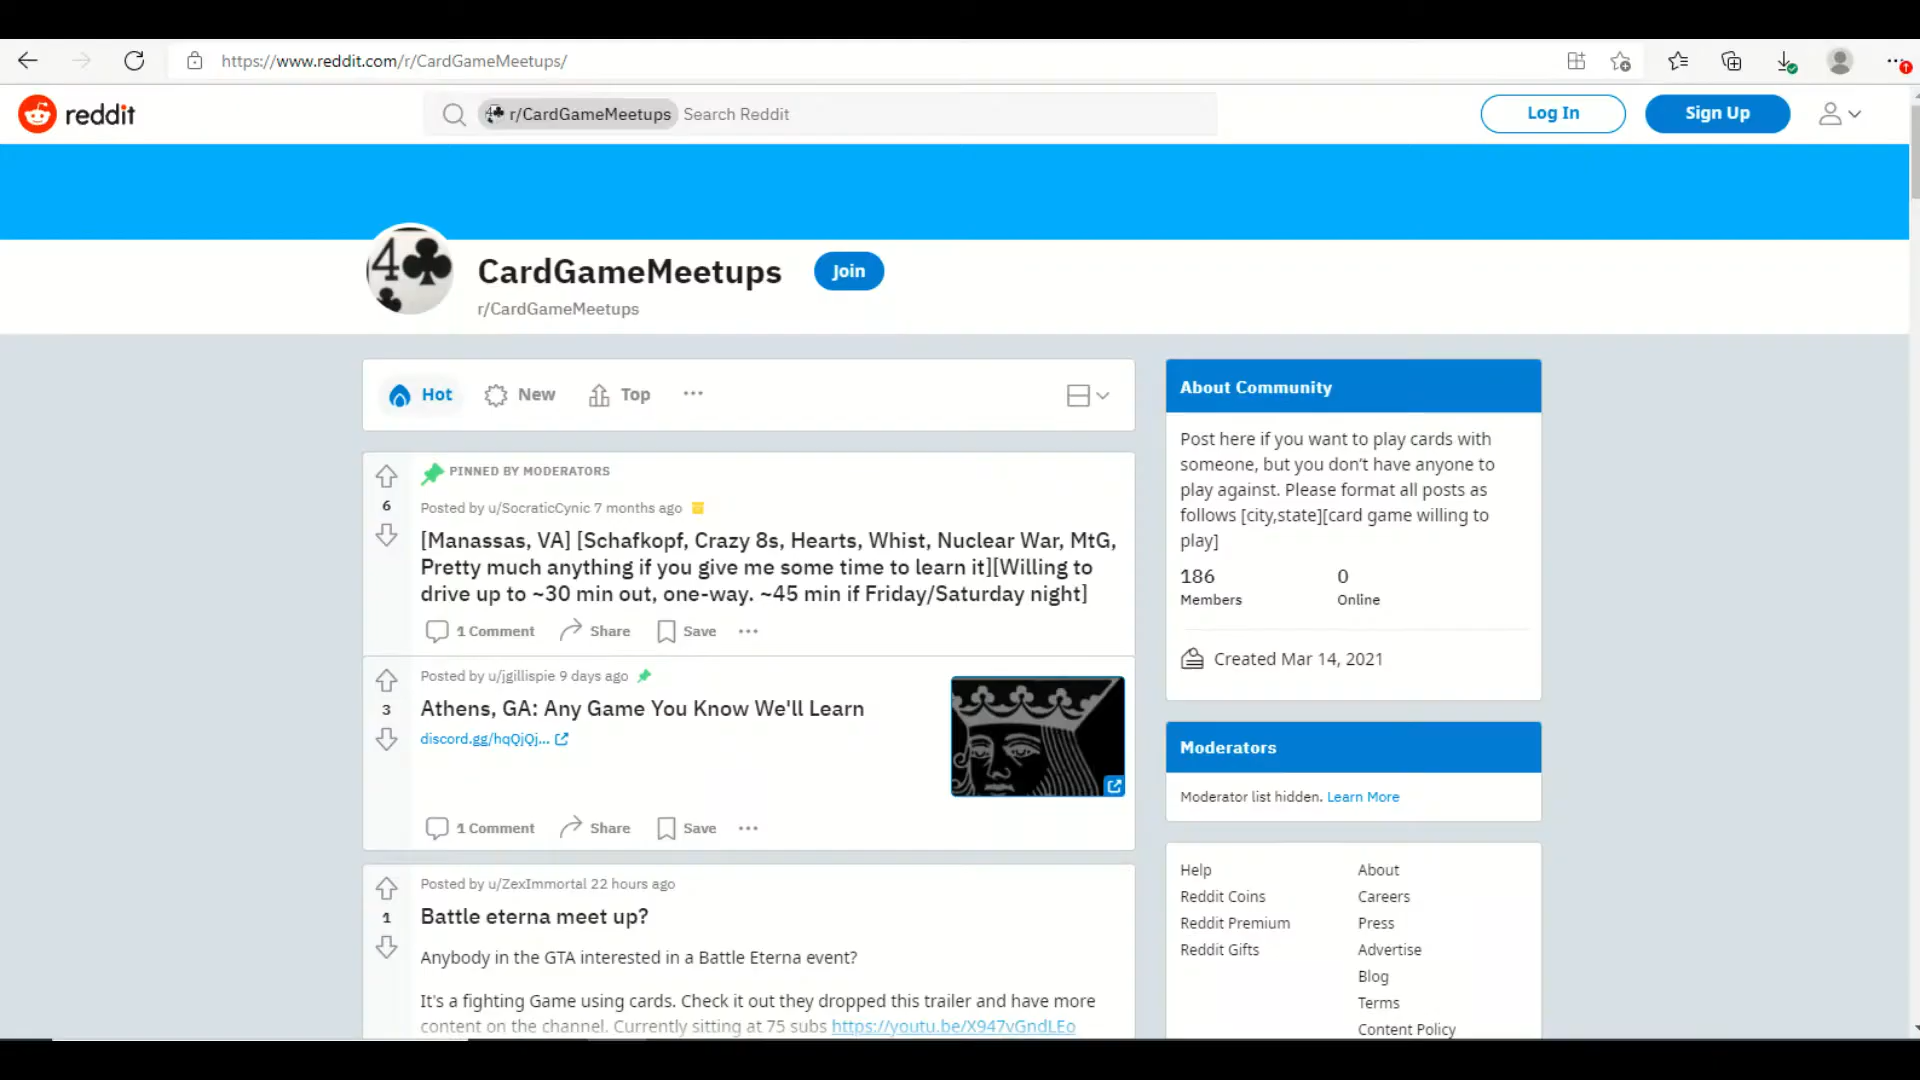 https://www.reddit.com/r/CardGameMeetups/
reddit
r/CardGameMeetups Search Reddit
Log In
Sign Up
4
CardGameMeetups
Join
r/CardGameMeetups
Hot
New
Top
PINNED BY MODERATORS
6
Posted by u/SocraticCynic 7 months ago
[Manassas, VA] [Schafkopf, Crazy 8s, Hearts, Whist, Nuclear War, MtG,
Pretty much anything if you give me some time to learn it][Willing to
drive up to ~30 min out, one-way. ~45 min if Friday/Saturday night]
1 Comment
Share
Save
Posted by u/jgillispie 9 days ago
3
Athens, GA: Any Game You Know We'll Learn
discord.gg/hqQjQj...
1 Comment
Share
Save
Posted by u/ZexImmortal 22 hours ago
1
Battle eterna meet up?
Anybody in the GTA interested in a Battle Eterna event?
It's a fighting Game using cards. Check it out they dropped this trailer and have more
content on the channel. Currently sitting at 75 subs https://youtu.be/X947vGndLEo
About Community
Post here if you want to play cards with
someone, but you don't have anyone to
play against. Please format all posts as
follows [city,state][card game willing to
play]
186
Members
0
Online
Created Mar 14, 2021
Moderators
Moderator list hidden. Learn More
Help
Reddit Coins
Reddit Premium
Reddit Gifts
About
Careers
Press
Advertise
Blog
Terms
Content Policy